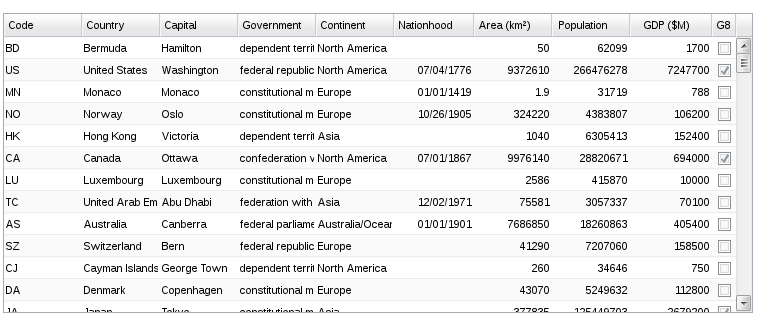 Code Country Capital Government Continent Nationhood Area (km²) Population GDP ($M) G8
BD Bermuda Hamilton dependent territ North America 50 62099 1700
US United States Washington federal republic North America 07/04/1776 9372610 266476278 7247700
MN Monaco Monaco constitutional m Europe 01/01/1419 1.9 31719 788
NO Norway Oslo constitutional m Europe 10/26/1905 324220 4383807 106200
HK Hong Kong Victoria dependent territ Asia 1040 6305413 152400
CA Canada Ottawa confederation v North America 07/01/1867 9976140 28820671 694000
LU Luxembourg Luxembourg constitutional m Europe 2586 415870 10000
TC United Arab Em Abu Dhabi federation with Asia 12/02/1971 75581 3057337 70100
AS Australia Canberra federal parliame Australia/Ocean 01/01/1901 7686850 18260863 405400
SZ Switzerland Bern federal republic Europe 41290 7207060 158500
CJ Cayman Islands George Town dependent territ North America 260 34646 750
DA Denmark Copenhagen constitutional m Europe 43070 5249632 112800
JA Japan Tokyo constitutional m Asia 377835 125449703 2679200